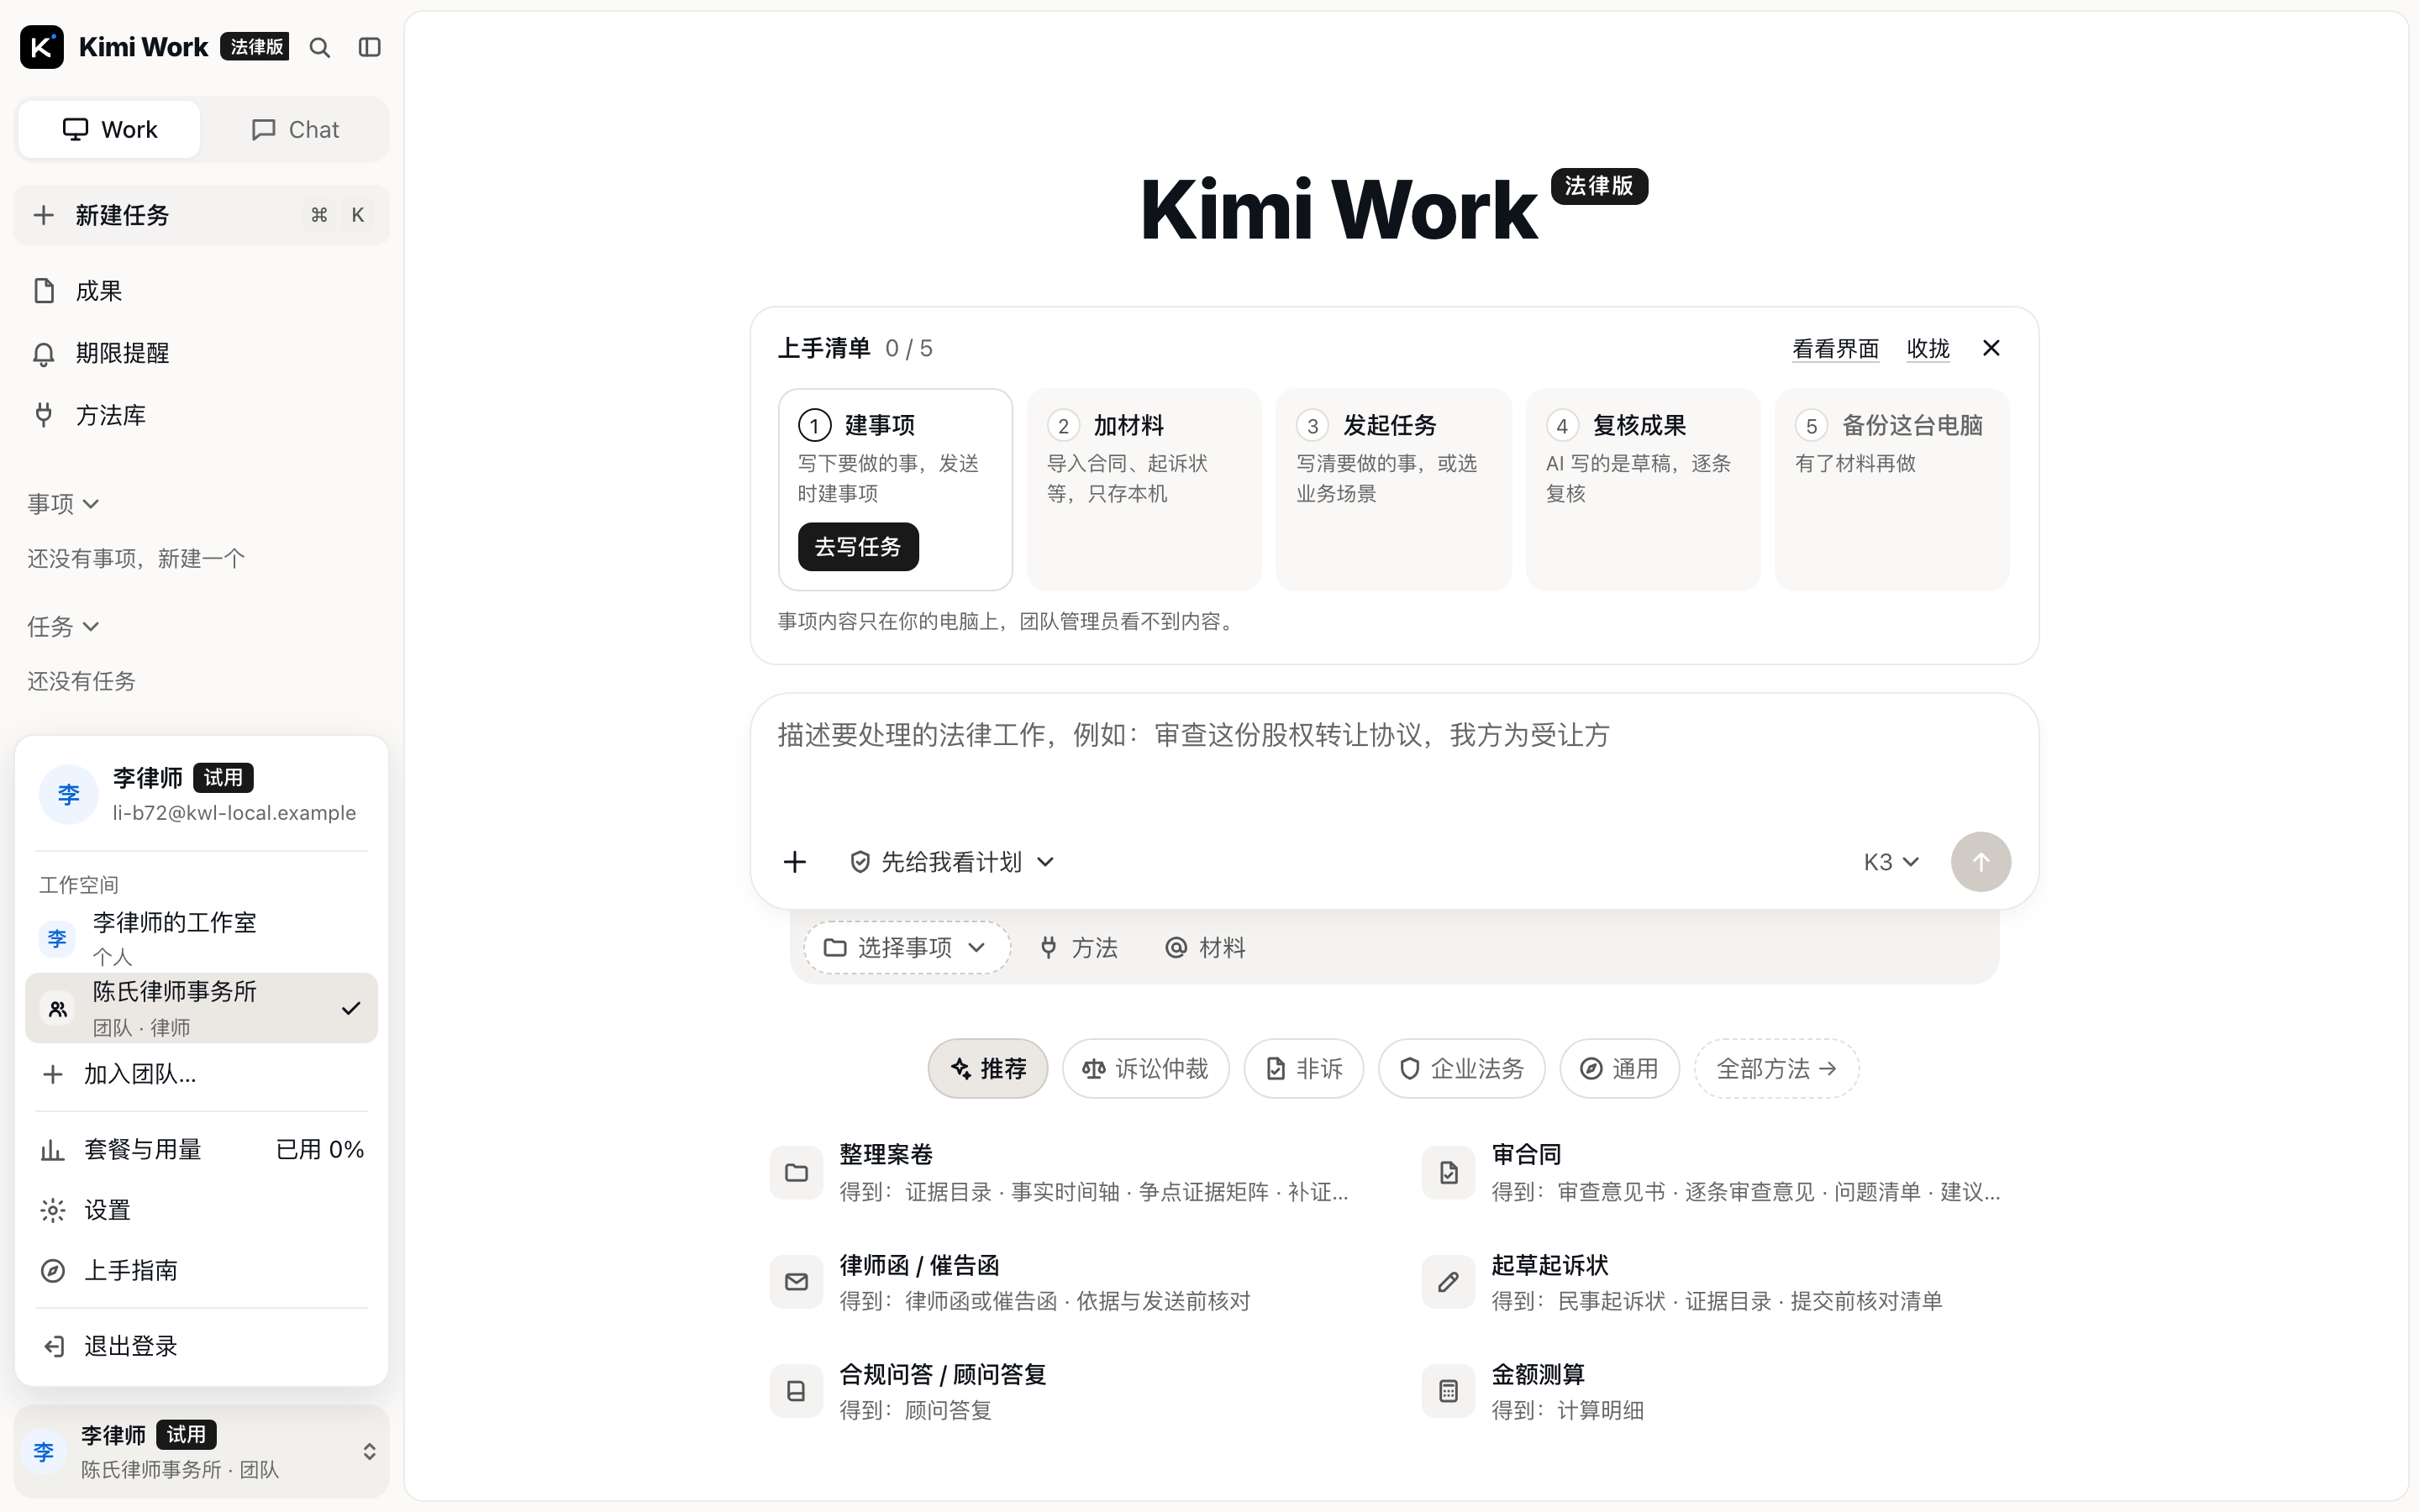 Kimi Work 法律版
Work
Chat
新建任务 ⌘ K
成果
期限提醒
方法库
事项
还没有事项，新建一个
任务
还没有任务
李 李律师 试用
li-b72@kwl-local.example
工作空间
李 李律师的工作室
个人
陈氏律师事务所
团队 · 律师
加入团队...
套餐与用量 已用 0%
设置
上手指南
退出登录
李 李律师 试用
陈氏律师事务所 · 团队
Kimi Work 法律版
上手清单 0 / 5
看看界面 收拢
1 建事项
写下要做的事，发送
时建事项
去写任务
2 加材料
导入合同、起诉状
等，只存本机
3 发起任务
写清要做的事，或选
业务场景
4 复核成果
AI 写的是草稿，逐条
复核
5 备份这台电脑
有了材料再做
事项内容只在你的电脑上，团队管理员看不到内容。
描述要处理的法律工作，例如：审查这份股权转让协议，我方为受让方
先给我看计划
K3
选择事项 方法 材料
推荐 诉讼仲裁 非诉 企业法务 通用 全部方法
整理案卷
得到：证据目录 · 事实时间轴 · 争点证据矩阵 · 补证...
审合同
得到：审查意见书 · 逐条审查意见 · 问题清单 · 建议...
律师函 / 催告函
得到：律师函或催告函 · 依据与发送前核对
起草起诉状
得到：民事起诉状 · 证据目录 · 提交前核对清单
合规问答 / 顾问答复
得到：顾问答复
金额测算
得到：计算明细